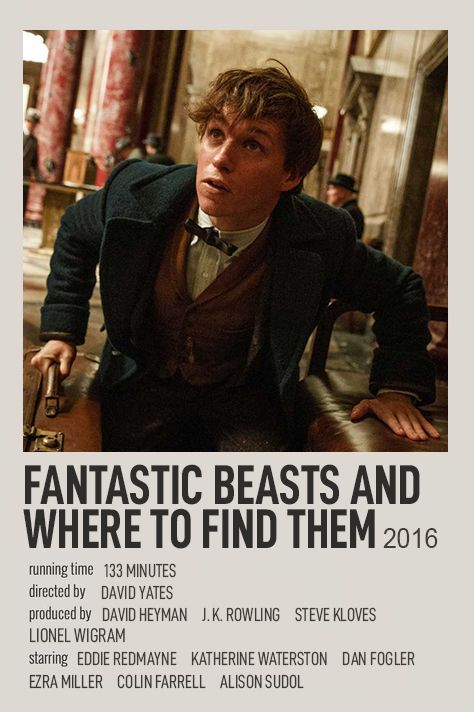 FANTASTIC BEASTS AND
WHERE TO FIND THEM 2016
running time 133 MINUTES
directed by DAVID YATES
produced by DAVID HEYMAN J. K. ROWLING STEVE KLOVES
LIONEL WIGRAM
starring EDDIE REDMAYNE KATHERINE WATERSTON DAN FOGLER
EZRA MILLER COLIN FARRELL ALISON SUDOL